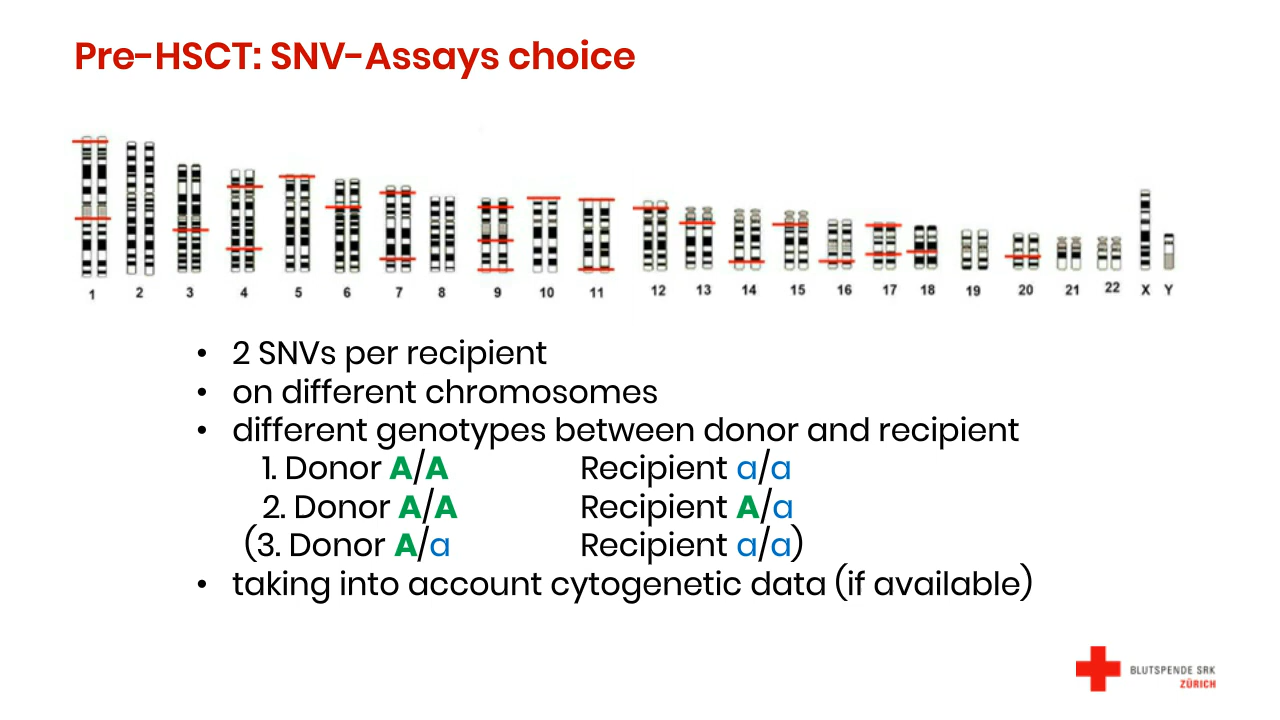 Pre-HSCT: SNV-Assays choice
1 2 3 4 5 6 7 8 9 10 11 12 13 14 15 16 17 18 19 20 21 22 X Y
• 2 SNVs per recipient
• on different chromosomes
• different genotypes between donor and recipient
1. Donor A/A Recipient a/a
2. Donor A/A Recipient A/a
(3. Donor A/a Recipient a/a)
• taking into account cytogenetic data (if available)
BLUTSPENDE SRK
ZÜRICH